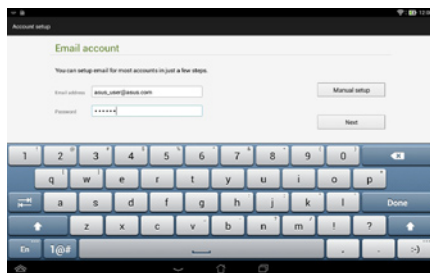 Account setup
Email account
You can setup email for most accounts in just a few steps.
Email address
asus_user@asus.com
Manual setup
Password
Next
1 2 3 4 5 6 7 8 9 0
q w e r t y u i o p
a s d f g h j k l Done
z x c v b n m ! ?
En 1@# , . :-)